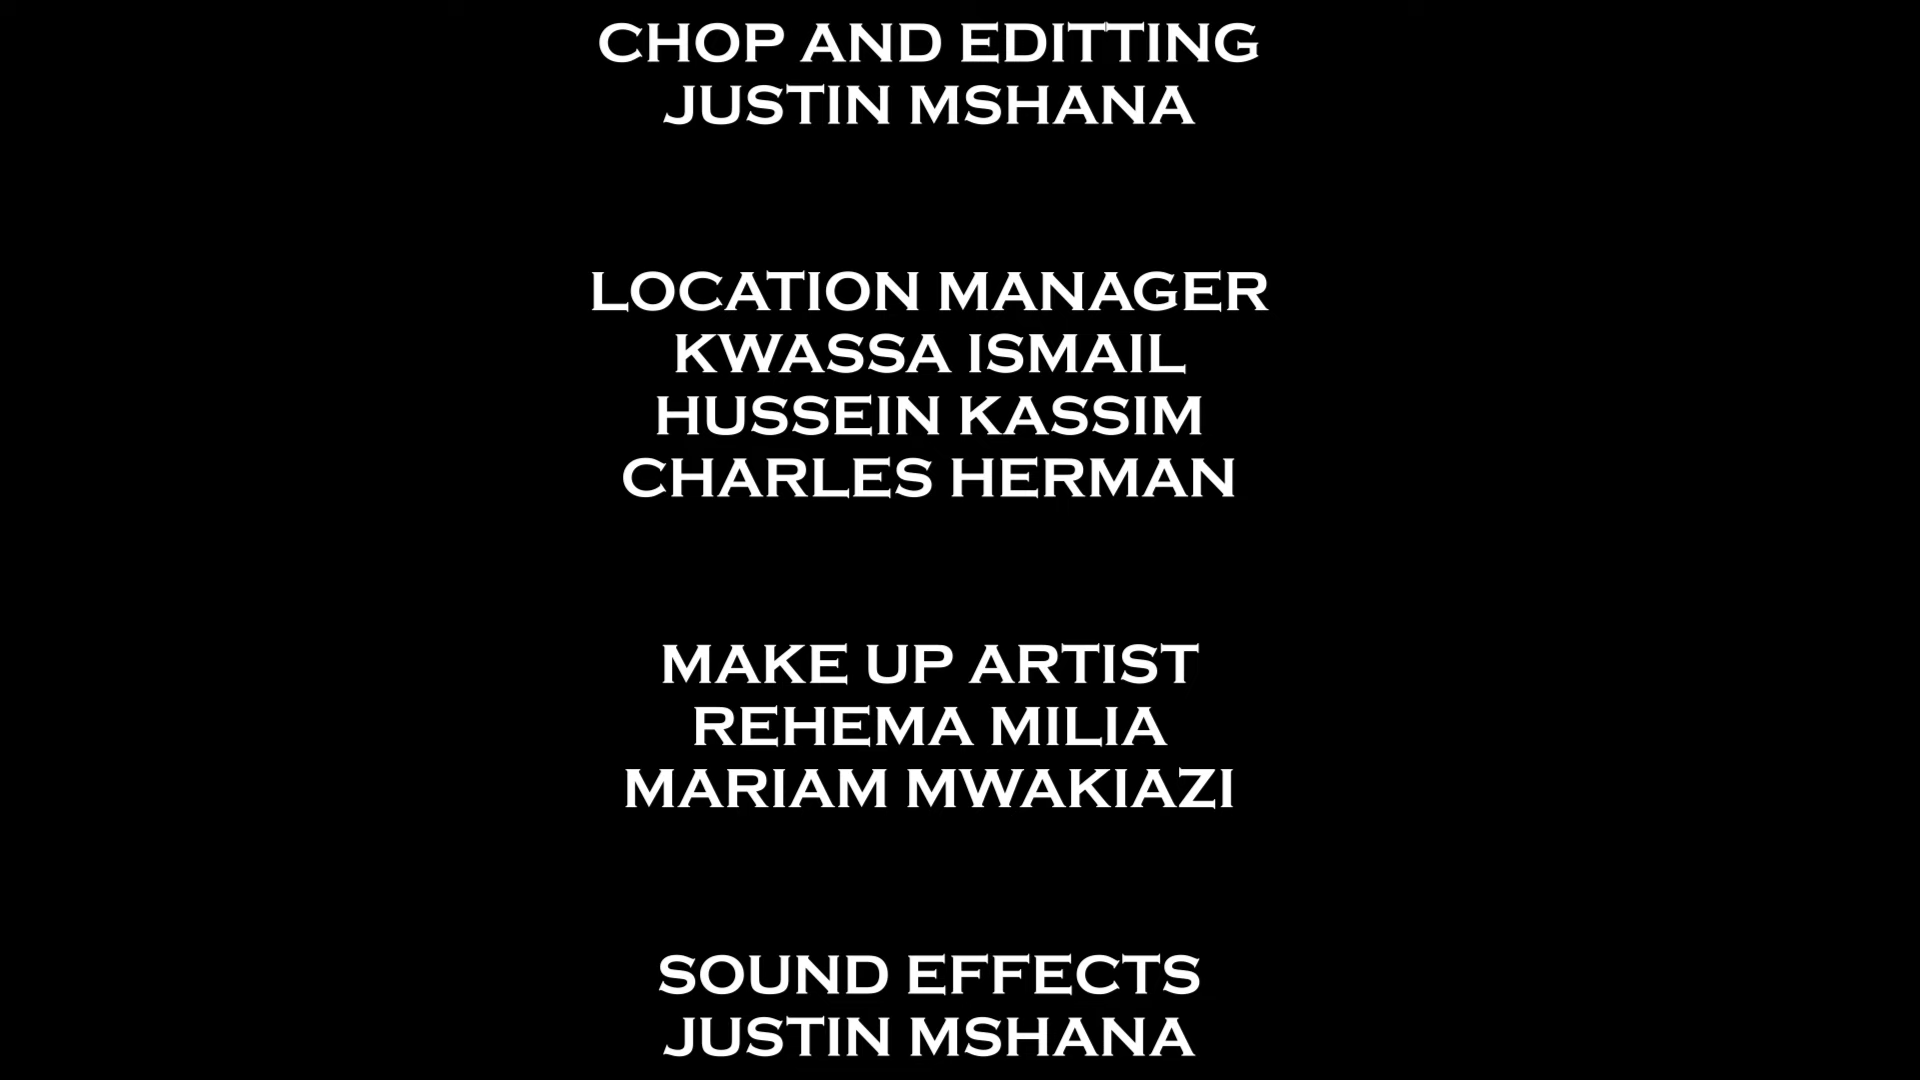 CHOP AND EDITTING
JUSTIN MSHANA
LOCATION MANAGER
KWASSA ISMAIL
HUSSEIN KASSIM
CHARLES HERMAN
MAKE UP ARTIST
REHEMA MILIA
MARIAM MWAKIAZI
SOUND EFFECTS
JUSTIN MSHANA